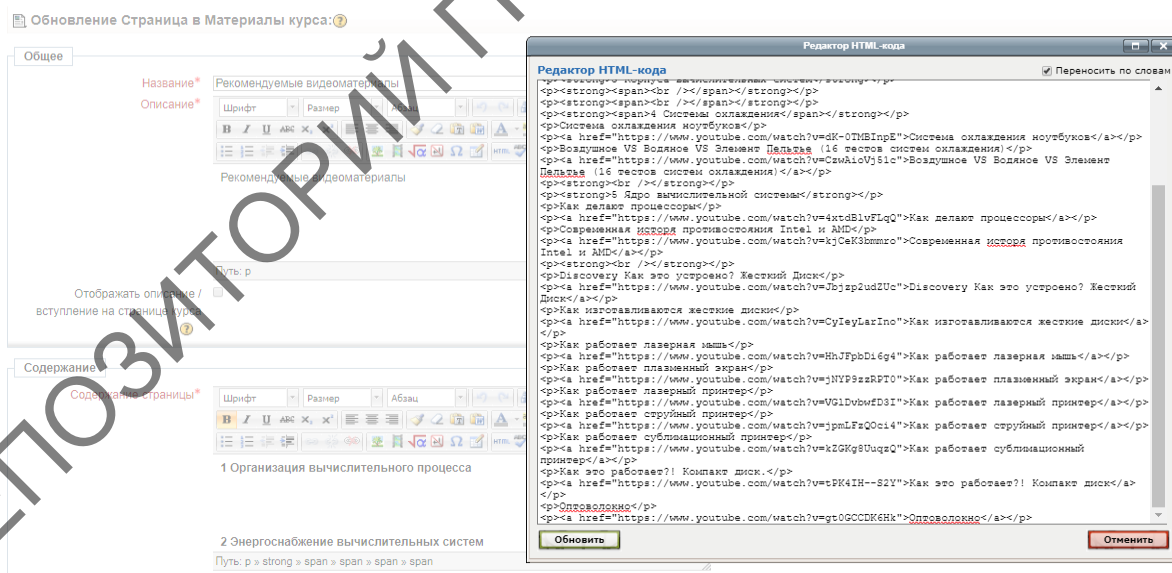 Обновление Страница в Материалы курса:
Общее
Название* Рекомендуемые видеоматериалы
Описание* Шрифт Размер Абзац
Рекомендуемые видеоматериалы
Путь: p
Отображать описание /
вступление на странице курса
Содержание
Содержание страницы* Шрифт Размер Абзац
1 Организация вычислительного процесса
2 Энергоснабжение вычислительных систем
Путь: p » strong » span » span » span » span
Редактор HTML-кода
Редактор HTML-кода Переносить по словам
<p><strong><span><br /></span></strong></p>
<p><strong><span><br /></span></strong></p>
<p><strong><span>4 Системы охлаждения</span></strong></p>
<p>Система охлаждения ноутбуков</p>
<p><a href="https://www.youtube.com/watch?v=dK-0TMBInpE">Система охлаждения ноутбуков</a></p>
<p>Воздушное VS Водяное VS Элемент Пельтье (16 тестов систем охлаждения)</p>
<p><a href="https://www.youtube.com/watch?v=CzwAioVj51c">Воздушное VS Водяное VS Элемент
Пельтье (16 тестов систем охлаждения)</a></p>
<p><strong><br /></strong></p>
<p><strong>5 Ядро вычислительной системы</strong></p>
<p>Как делают процессоры</p>
<p><a href="https://www.youtube.com/watch?v=4xtdBlvFLqQ">Как делают процессоры</a></p>
<p>Современная исторя противостояния Intel и AMD</p>
<p><a href="https://www.youtube.com/watch?v=kjCeK3bmmro">Современная исторя противостояния
Intel и AMD</a></p>
<p><strong><br /></strong></p>
<p>Discovery Как это устроено? Жесткий Диск</p>
<p><a href="https://www.youtube.com/watch?v=Jbjzp2udZUc">Discovery Как это устроено? Жесткий
Диск</a></p>
<p>Как изготавливаются жесткие диски</p>
<p><a href="https://www.youtube.com/watch?v=CyIeyLarIno">Как изготавливаются жесткие диски</a>
</p>
<p>Как работает лазерная мышь</p>
<p><a href="https://www.youtube.com/watch?v=HhJFpbDi6g4">Как работает лазерная мышь</a></p>
<p>Как работает плазменный экран</p>
<p><a href="https://www.youtube.com/watch?v=jNYP9zzRPT0">Как работает плазменный экран</a></p>
<p>Как работает лазерный принтер</p>
<p><a href="https://www.youtube.com/watch?v=VGlDvbwfD3I">Как работает лазерный принтер</a></p>
<p>Как работает струйный принтер</p>
<p><a href="https://www.youtube.com/watch?v=jpmLFzQOci4">Как работает струйный принтер</a></p>
<p>Как работает сублимационный принтер</p>
<p><a href="https://www.youtube.com/watch?v=kZGKg8UuqzQ">Как работает сублимационный
принтер</a></p>
<p>Как это работает?! Компакт диск.</p>
<p><a href="https://www.youtube.com/watch?v=tPK4IH--S2Y">Как это работает?! Компакт диск</a>
</p>
<p>Оптоволокно</p>
<p><a href="https://www.youtube.com/watch?v=gt0GCCDK6Hk">Оптоволокно</a></p>
Обновить Отменить